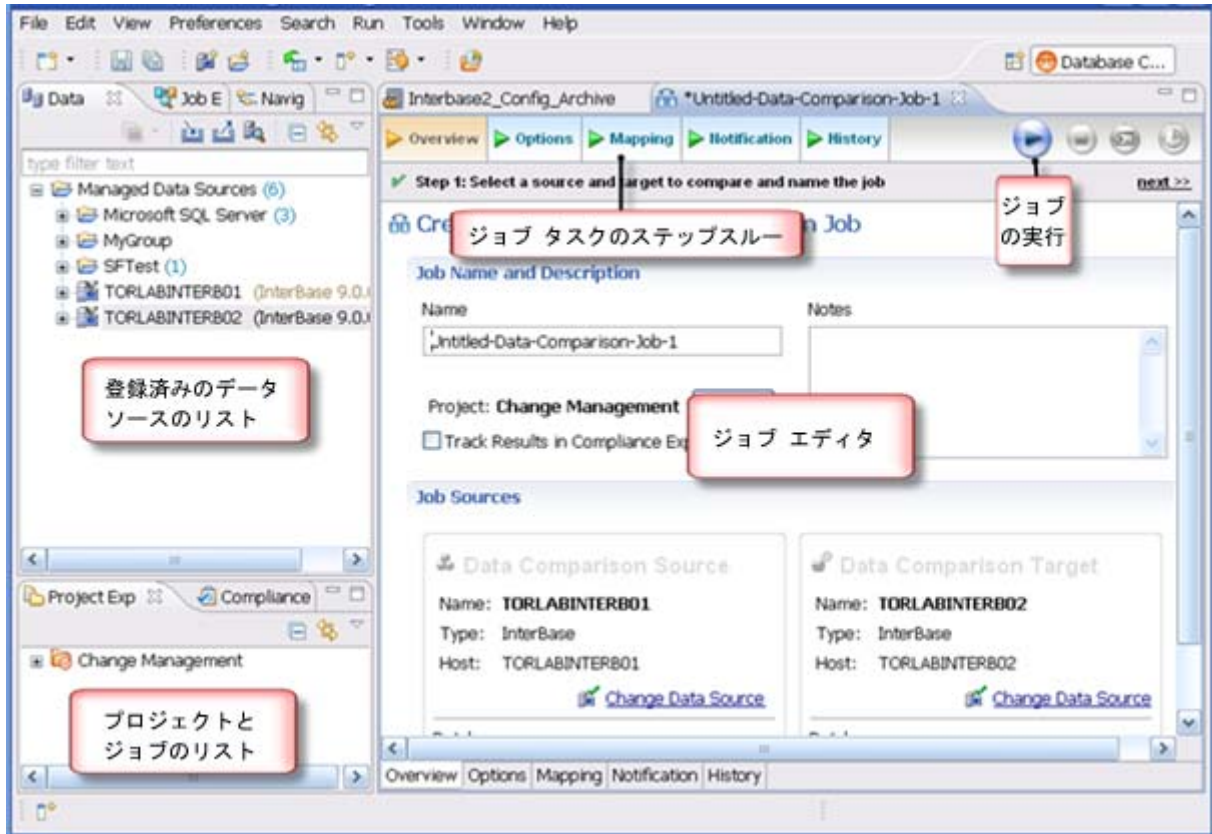 File Edit View Preferences Search Run Tools Window Help
Database C...
Data Job E Navig
Interbase2_Config_Archive *Untitled-Data-Comparison-Job-1
Overview Options Mapping Notification History
type filter text
Managed Data Sources (6)
Microsoft SQL Server (3)
MyGroup
SFTest (1)
TORLABINTERB01 (InterBase 9.0.
TORLABINTERB02 (InterBase 9.0.
登録済みのデータ
ソースのリスト
Step 1: Select a source and target to compare and name the job
next >>
ジョブ タスクのステップスルー
ジョブ
の実行
Cre
n Job
Job Name and Description
Name
Notes
Untitled-Data-Comparison-Job-1
Project: Change Management
Track Results in Compliance Exp
ジョブ エディタ
Job Sources
Data Comparison Source
Name: TORLABINTERB01
Type: InterBase
Host: TORLABINTERB01
Change Data Source
Data Comparison Target
Name: TORLABINTERB02
Type: InterBase
Host: TORLABINTERB02
Change Data Source
Project Exp Compliance
Change Management
プロジェクトと
ジョブのリスト
Overview Options Mapping Notification History